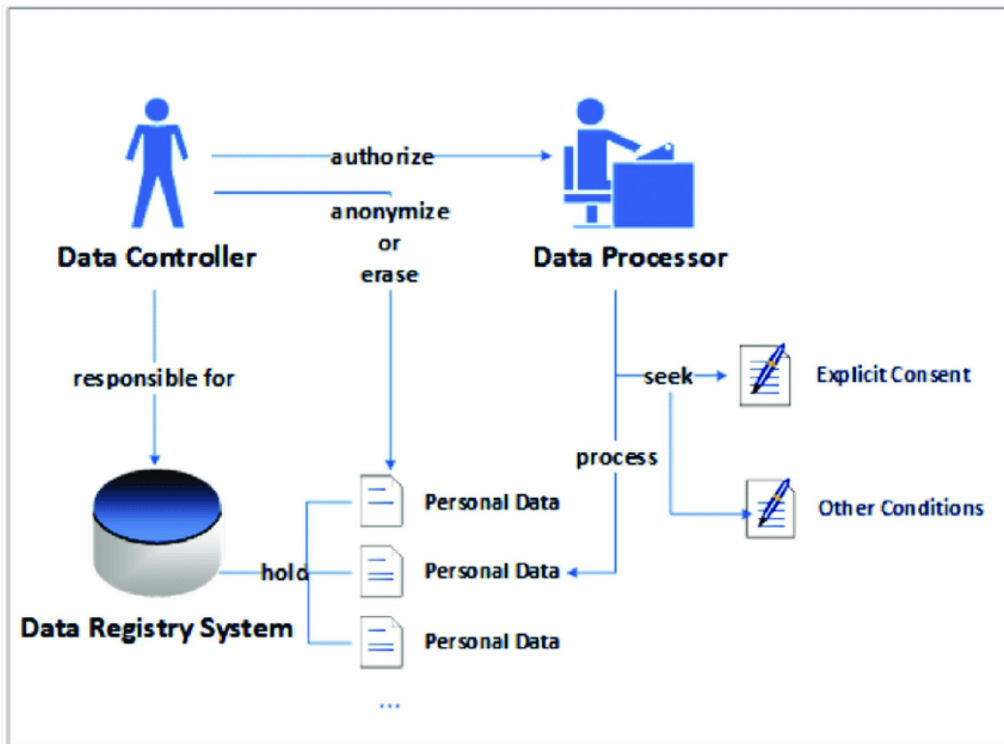 authorize
anonymize
or
erase
Data Controller
Data Processor
responsible for
seek
Explicit Consent
process
Personal Data
Other Conditions
hold
Personal Data
Data Registry System
Personal Data
...